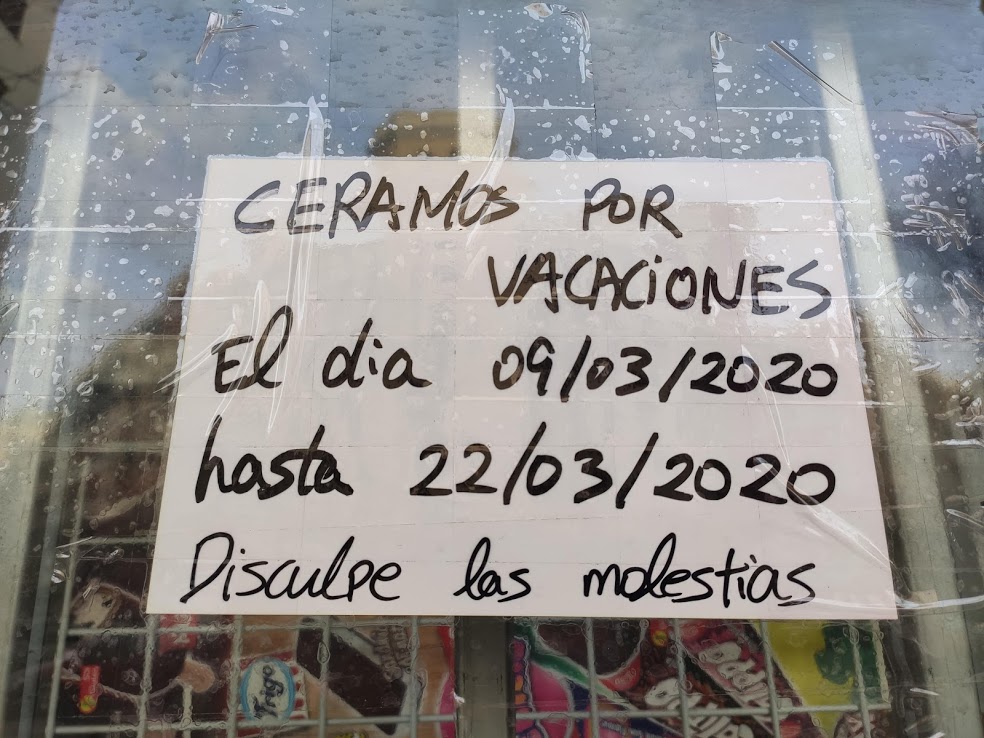 CERAMOS POR
VACACiONES
El dia 09/03/2020
hasta 22/03/2020
Disculpe las molestias